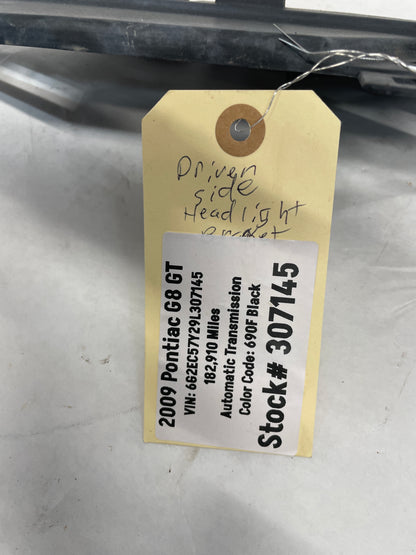 Driver
side
Headlight
Bracket
2009 Pontiac G8 GT
VIN: 6G2EC57Y29L307145
182,910 Miles
Automatic Transmission
Color Code: 690F Black
Stock# 307145